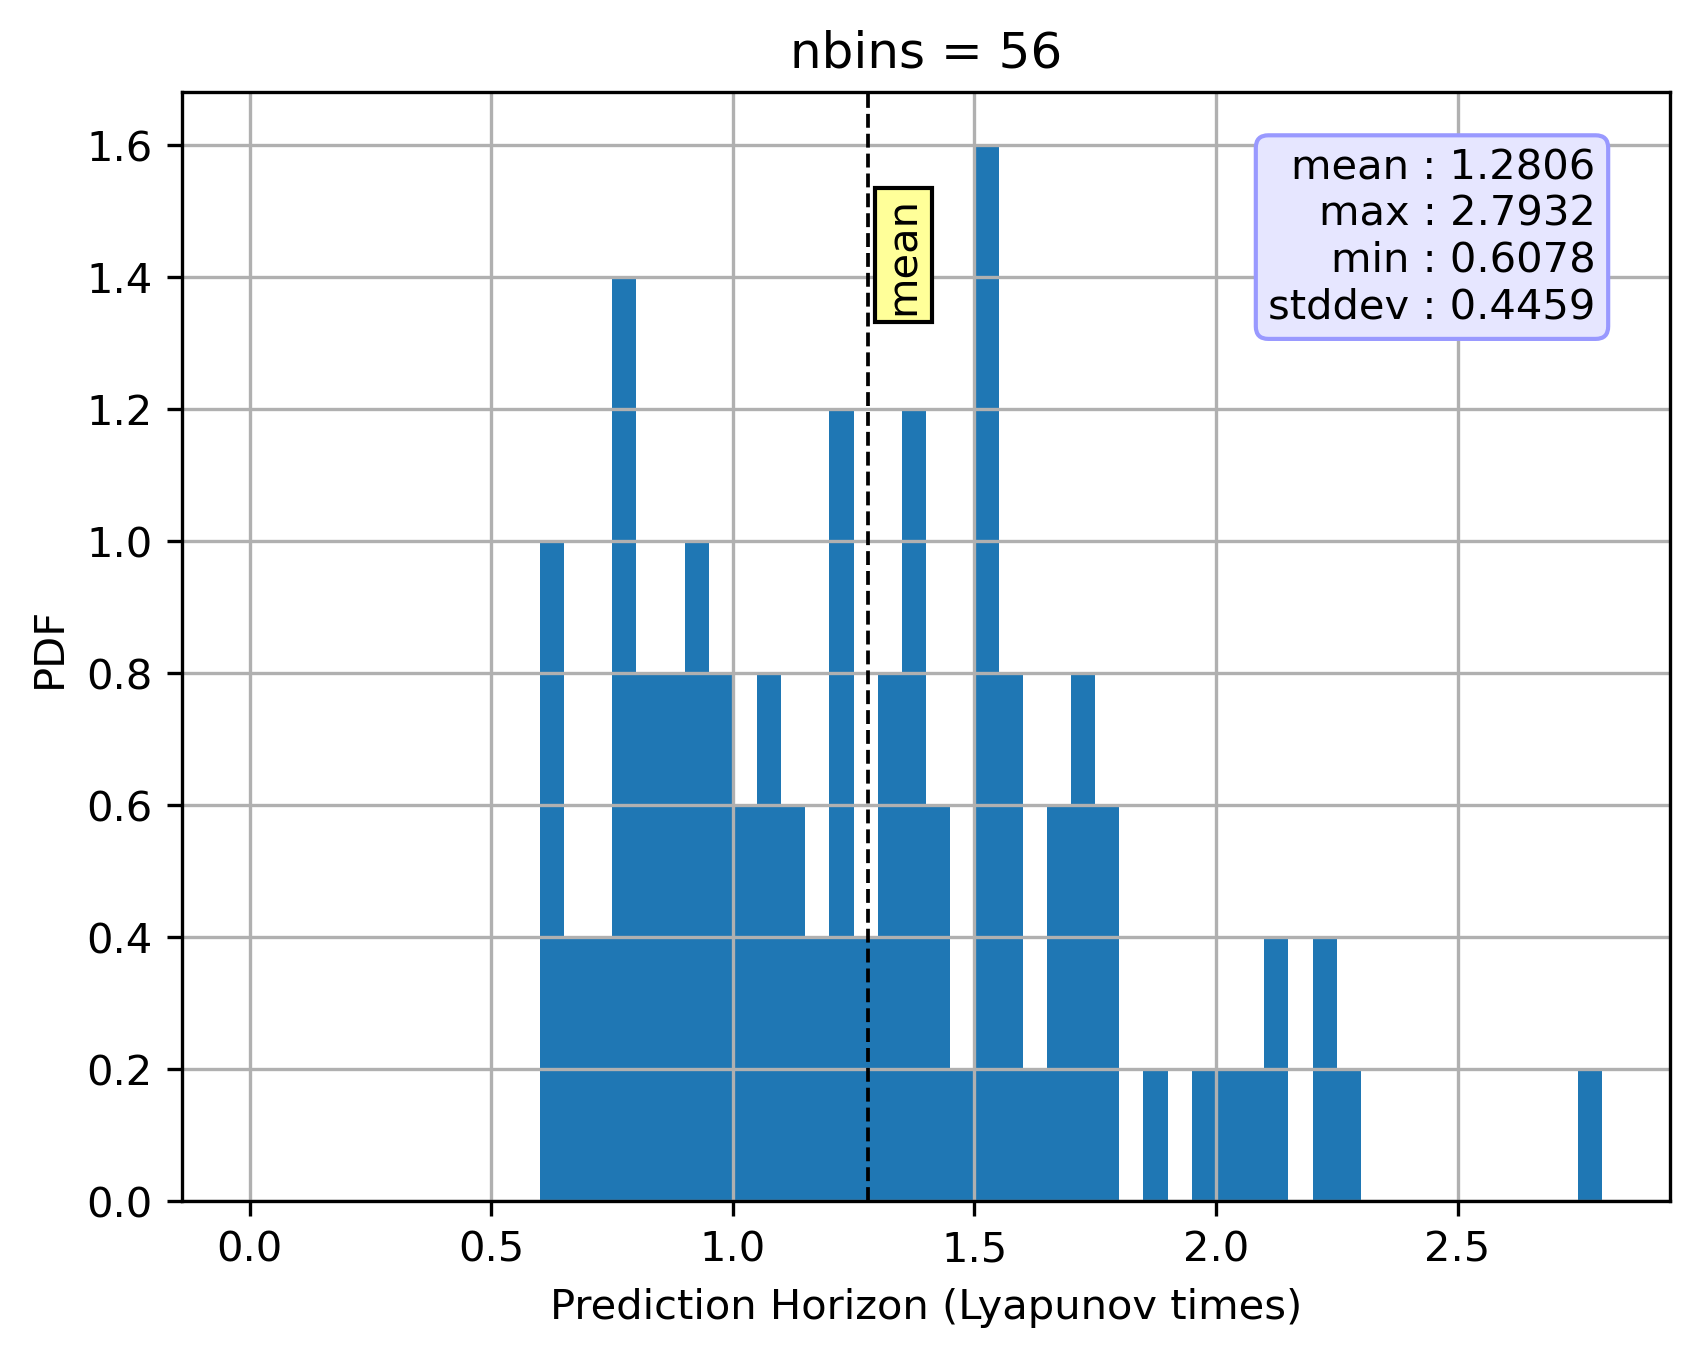 nbins = 56
1.6
1.4
1.2
1.0
0.8
0.6
0.4
0.2
0.0
PDF
mean
mean : 1.2806
max : 2.7932
min : 0.6078
stddev : 0.4459
0.0 0.5 1.0 1.5 2.0 2.5
Prediction Horizon (Lyapunov times)